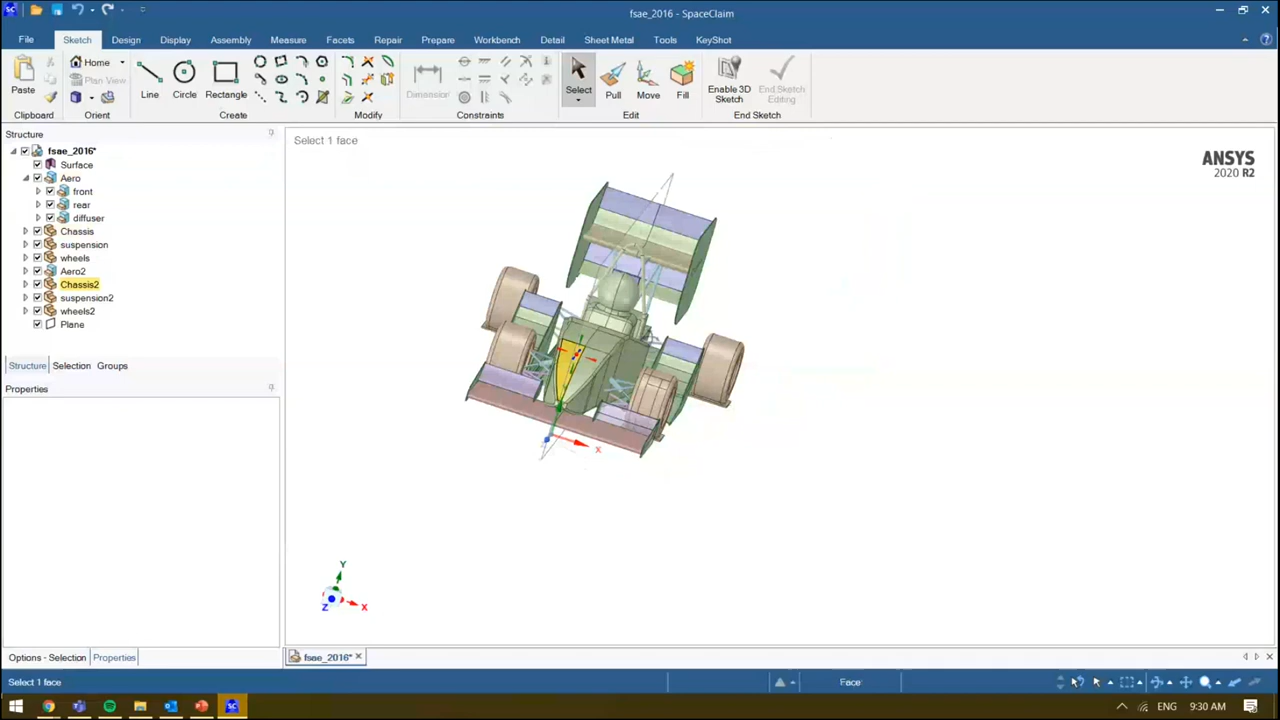 fsae_2016 - SpaceClaim
File Sketch Design Display Assembly Measure Facets Repair Prepare Workbench Detail Sheet Metal Tools KeyShot
Paste
Home
Plan View
Line
Circle
Rectangle
Dimension
Select
Pull
Move
Fill
Enable 3D
Sketch
End Sketch
Editing
Clipboard Orient Create Modify Constraints Edit End Sketch
Structure
fsae_2016*
Surface
Aero
front
rear
diffuser
Chassis
suspension
wheels
Aero2
Chassis2
suspension2
wheels2
Plane
Structure Selection Groups
Properties
Options - Selection Properties
Select 1 face
ANSYS
2020 R2
X
Y
Z
X
fsae_2016*
Select 1 face
Face
ENG
9:30 AM